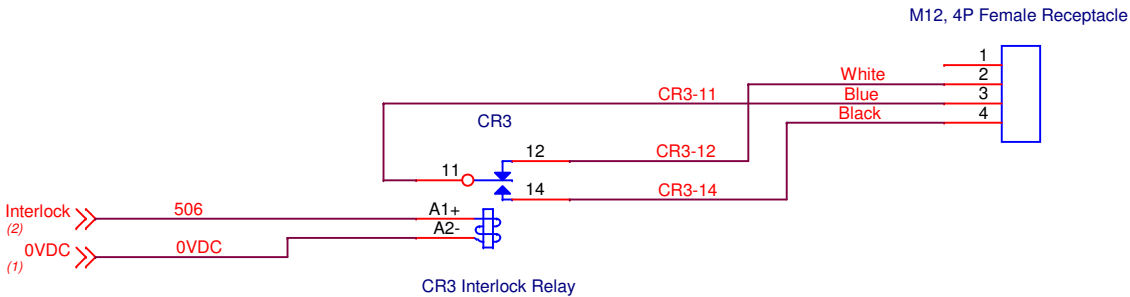 M12, 4P Female Receptacle
1
White
2
CR3-11
Blue
3
Black
4
CR3
12
CR3-12
11
14
CR3-14
Interlock
506
A1+
(2)
A2-
0VDC
0VDC
(1)
CR3 Interlock Relay